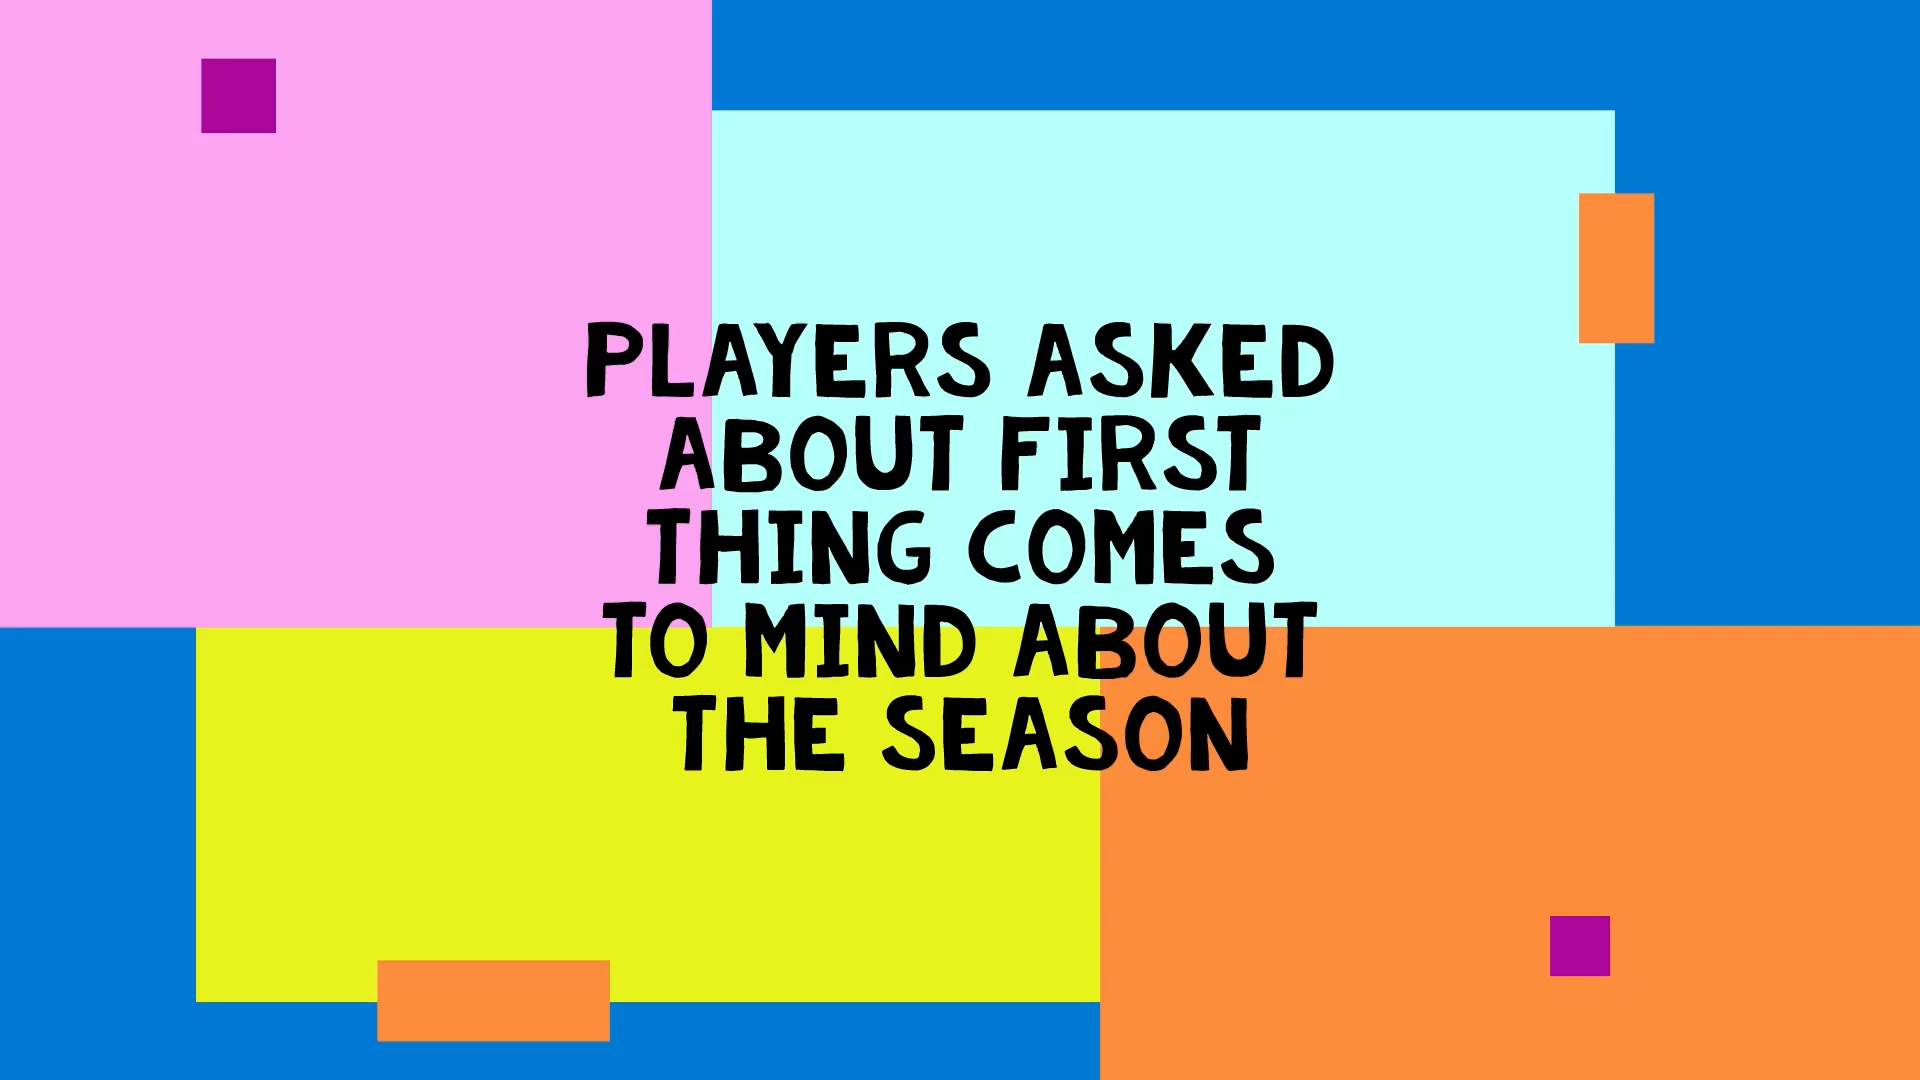 PLAYERS ASKED
ABOUT FIRST
THING COMES
TO MIND ABOUT
THE SEASON